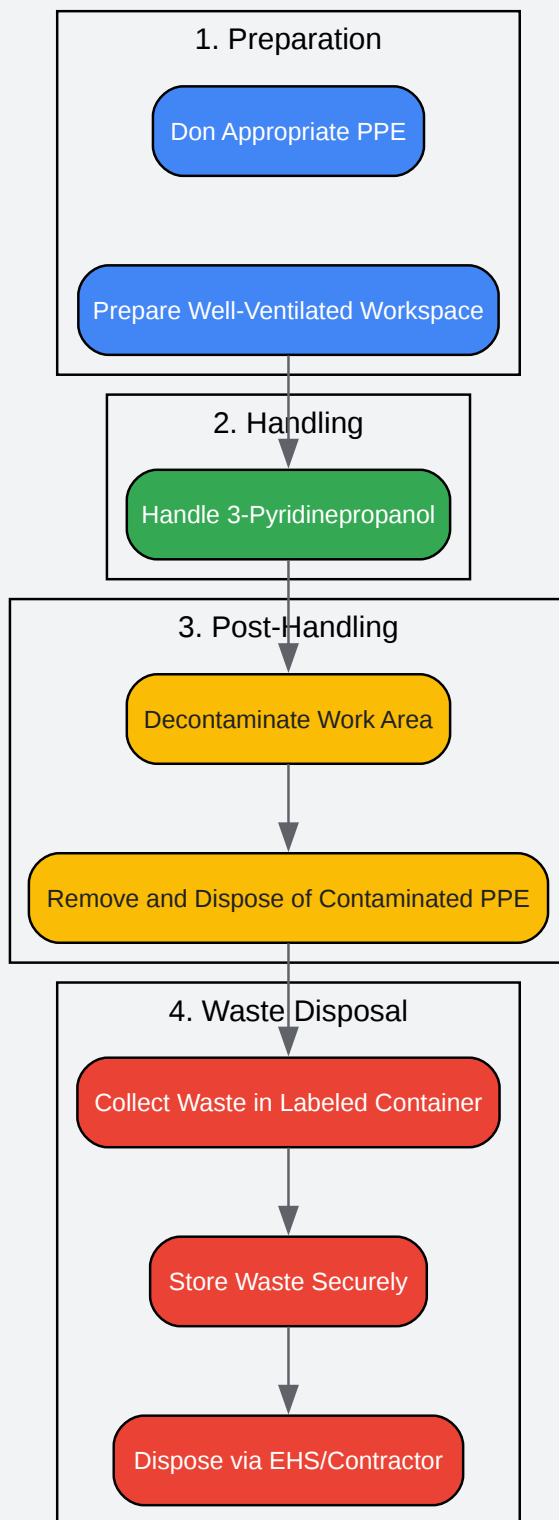 1. Preparation
Don Appropriate PPE
Prepare Well-Ventilated Workspace
2. Handling
Handle 3-Pyridinepropanol
3. Post-Handling
Decontaminate Work Area
Remove and Dispose of Contaminated PPE
4. Waste Disposal
Collect Waste in Labeled Container
Store Waste Securely
Dispose via EHS/Contractor